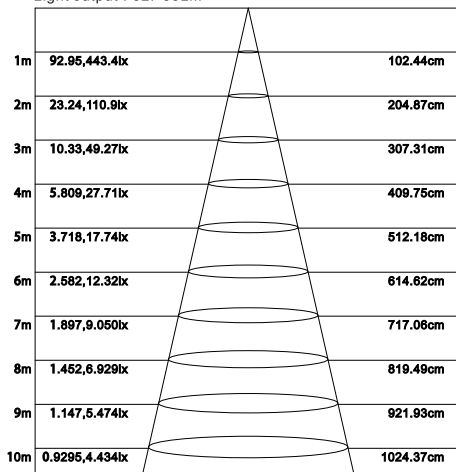 1m 92.95,443.4lx 102.44cm
2m 23.24,110.9lx 204.87cm
3m 10.33,49.27lx 307.31cm
4m 5.809,27.71lx 409.75cm
5m 3.718,17.74lx 512.18cm
6m 2.582,12.32lx 614.62cm
7m 1.897,9.050lx 717.06cm
8m 1.452,6.929lx 819.49cm
9m 1.147,5.474lx 921.93cm
10m 0.9295,4.434lx 1024.37cm